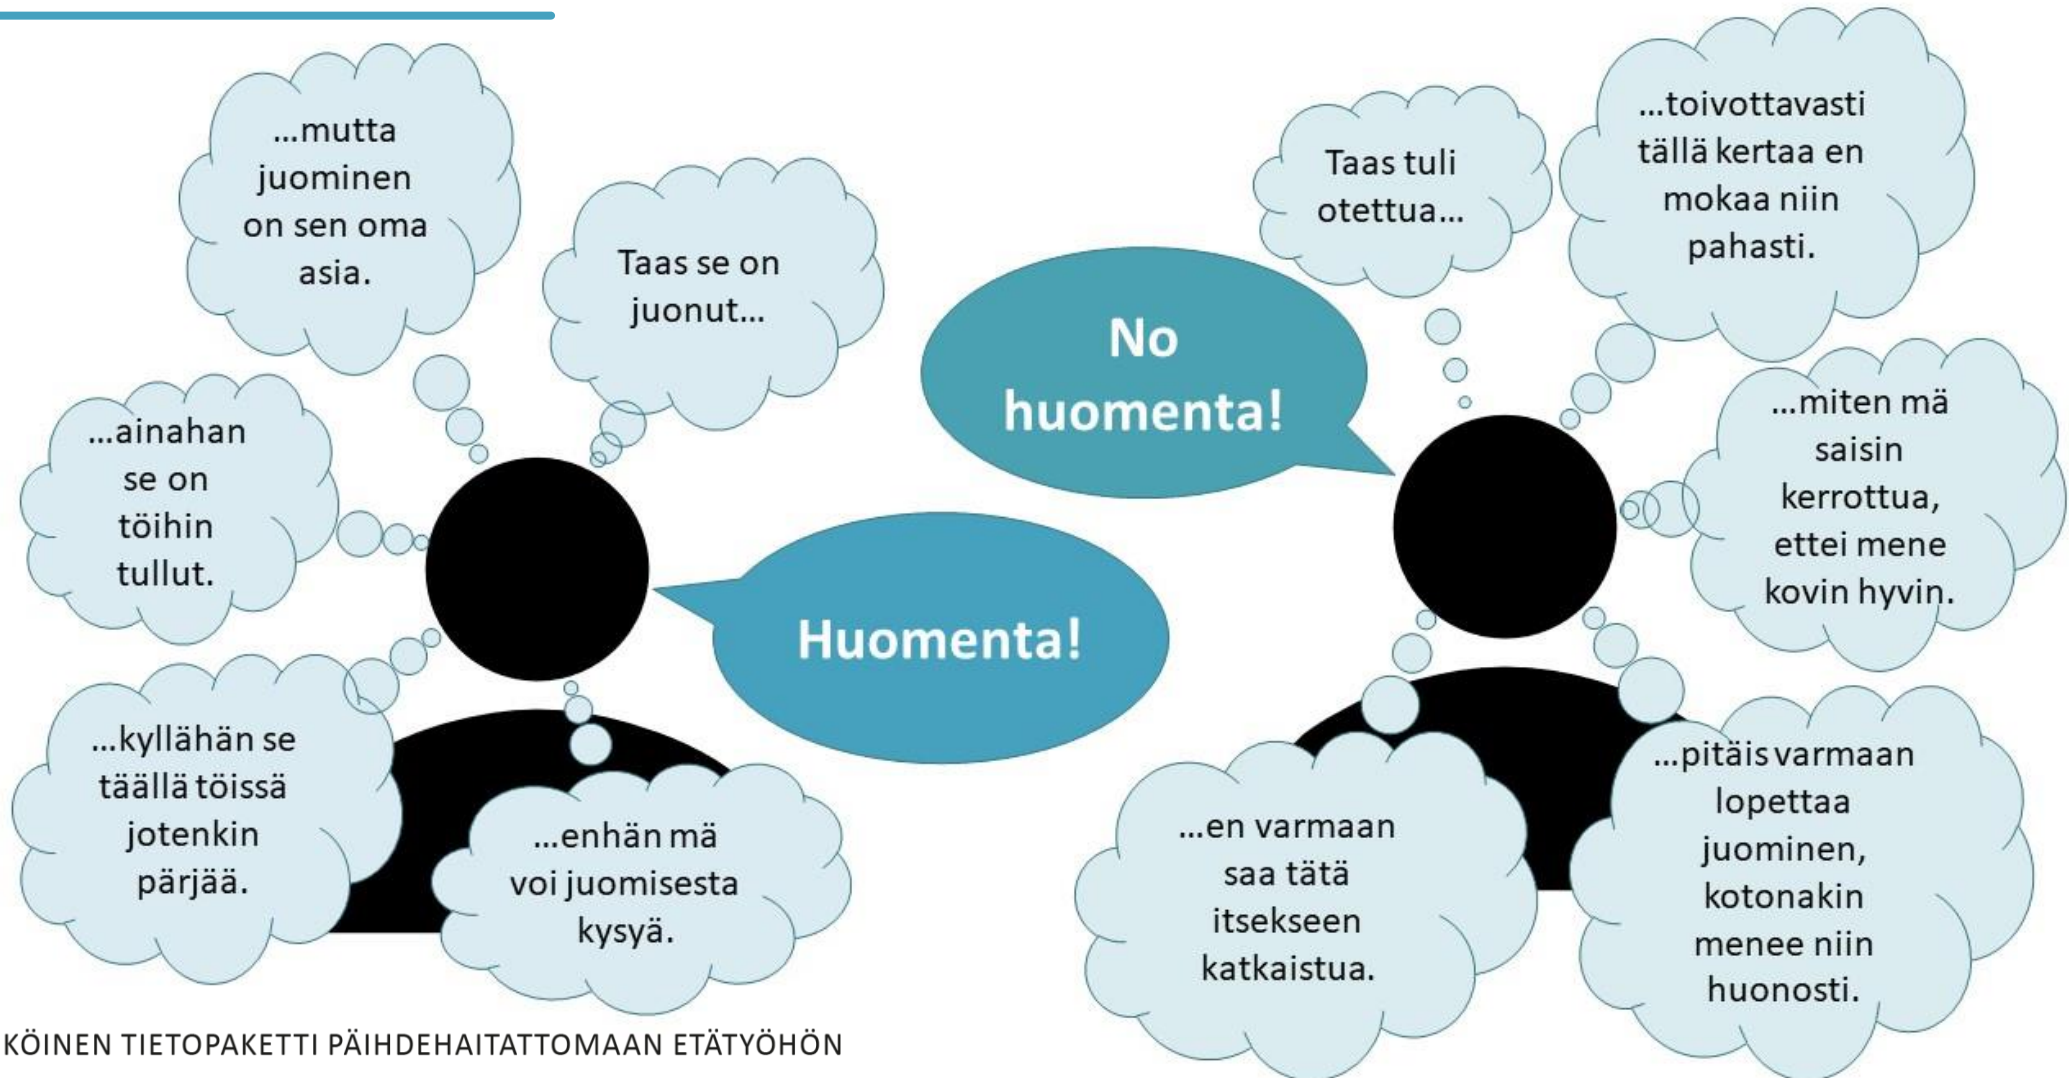 ...mutta
juominen
on sen oma
asia.
Taas se on
juonut...
...ainahan
se on
töihin
tullut.
...kyllähän se
täällä töissä
jotenkin
pärjää.
...enhän mä
voi juomisesta
kysyä.
Huomenta!
No
huomenta!
Taas tuli
otettua...
...toivottavasti
tällä kertaa en
mokaa niin
pahasti.
...miten mä
saisin
kerrottua,
ettei mene
kovin hyvin.
...en varmaan
saa tätä
itsekseen
katkaistua.
...pitäis varmaan
lopettaa
juominen,
kotonakin
menee niin
huonosti.
KÖINEN TIETOPAKETTI PÄIHDEHAITATTOMAAN ETÄTYÖHÖN